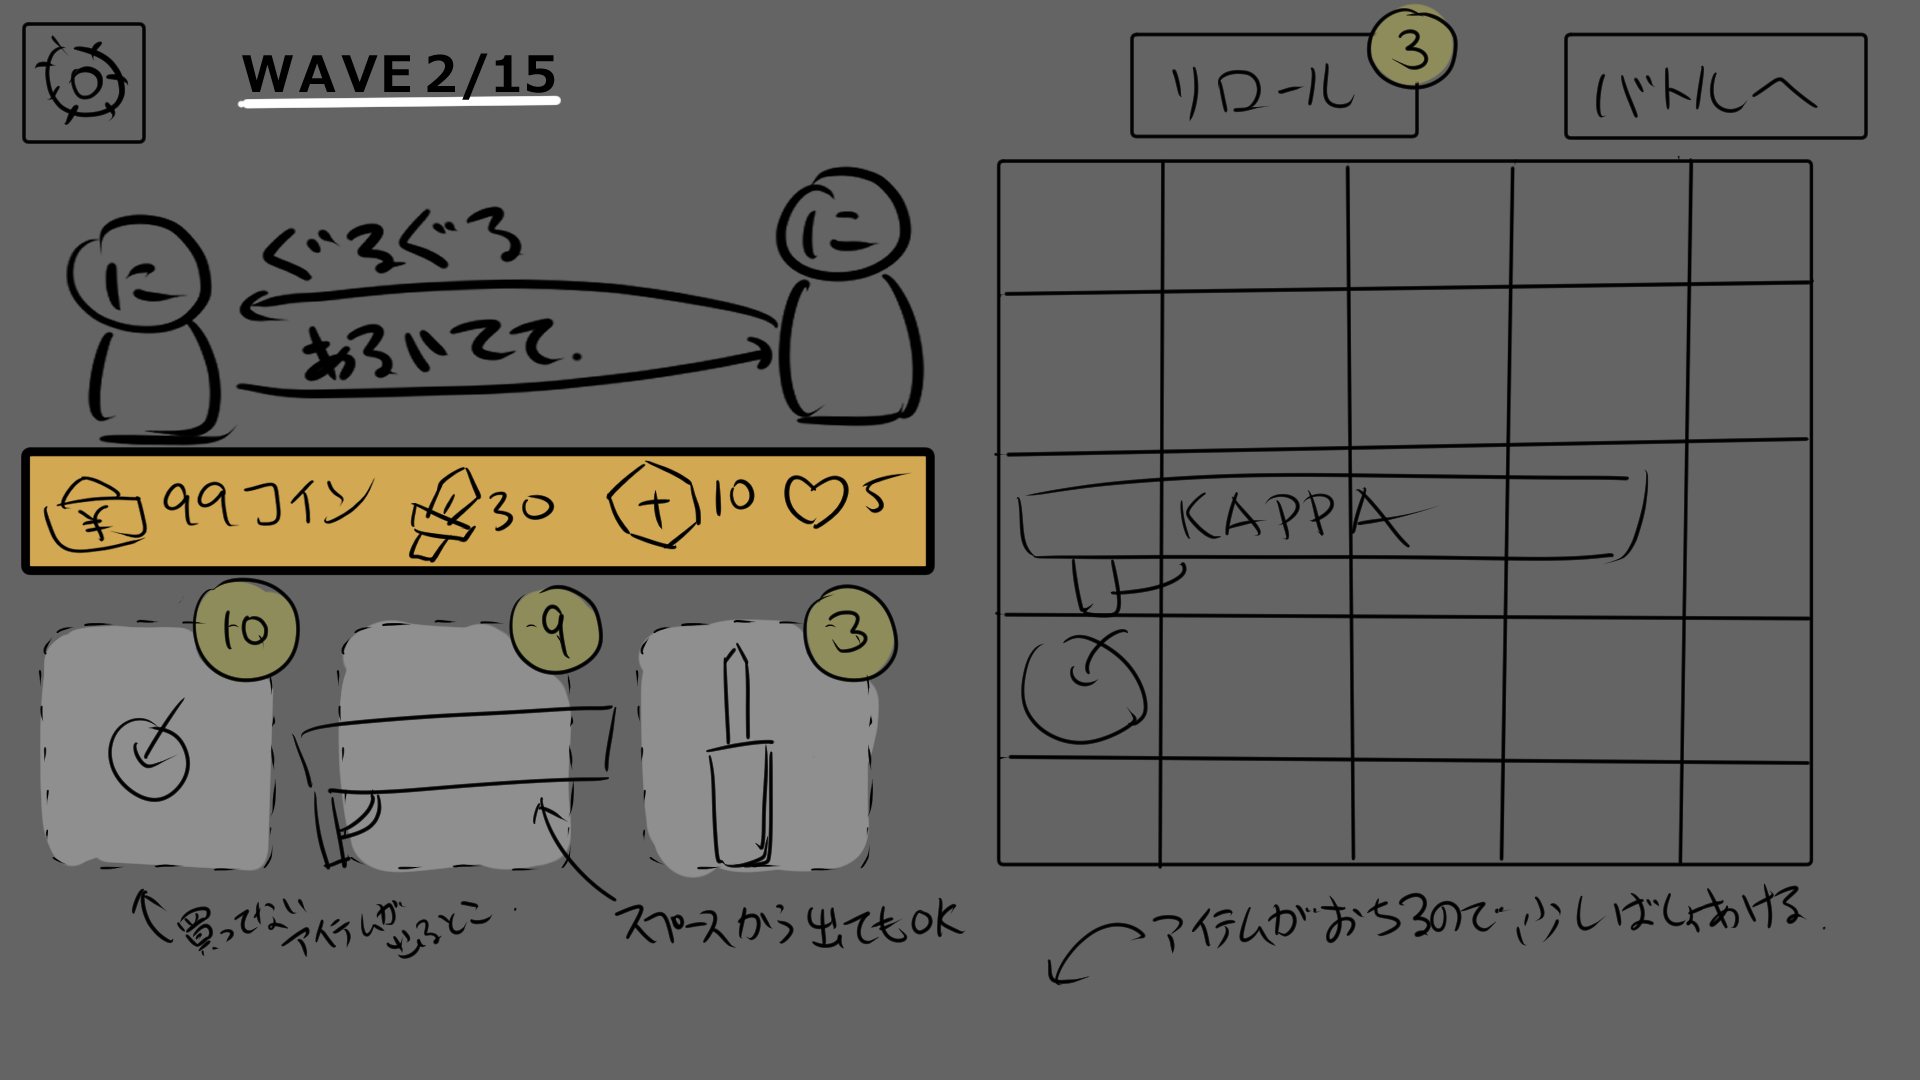 WAVE 2/15
リロール
3
バトルへ
に
ぐるぐる
あるいてて.
に
¥ 99コイン 30 + 10 5
KAPPA
10
9
3
買ってない
アイテムが
出るとこ
スペースから出てもOK
アイテムがおちるので少しばしょあける.